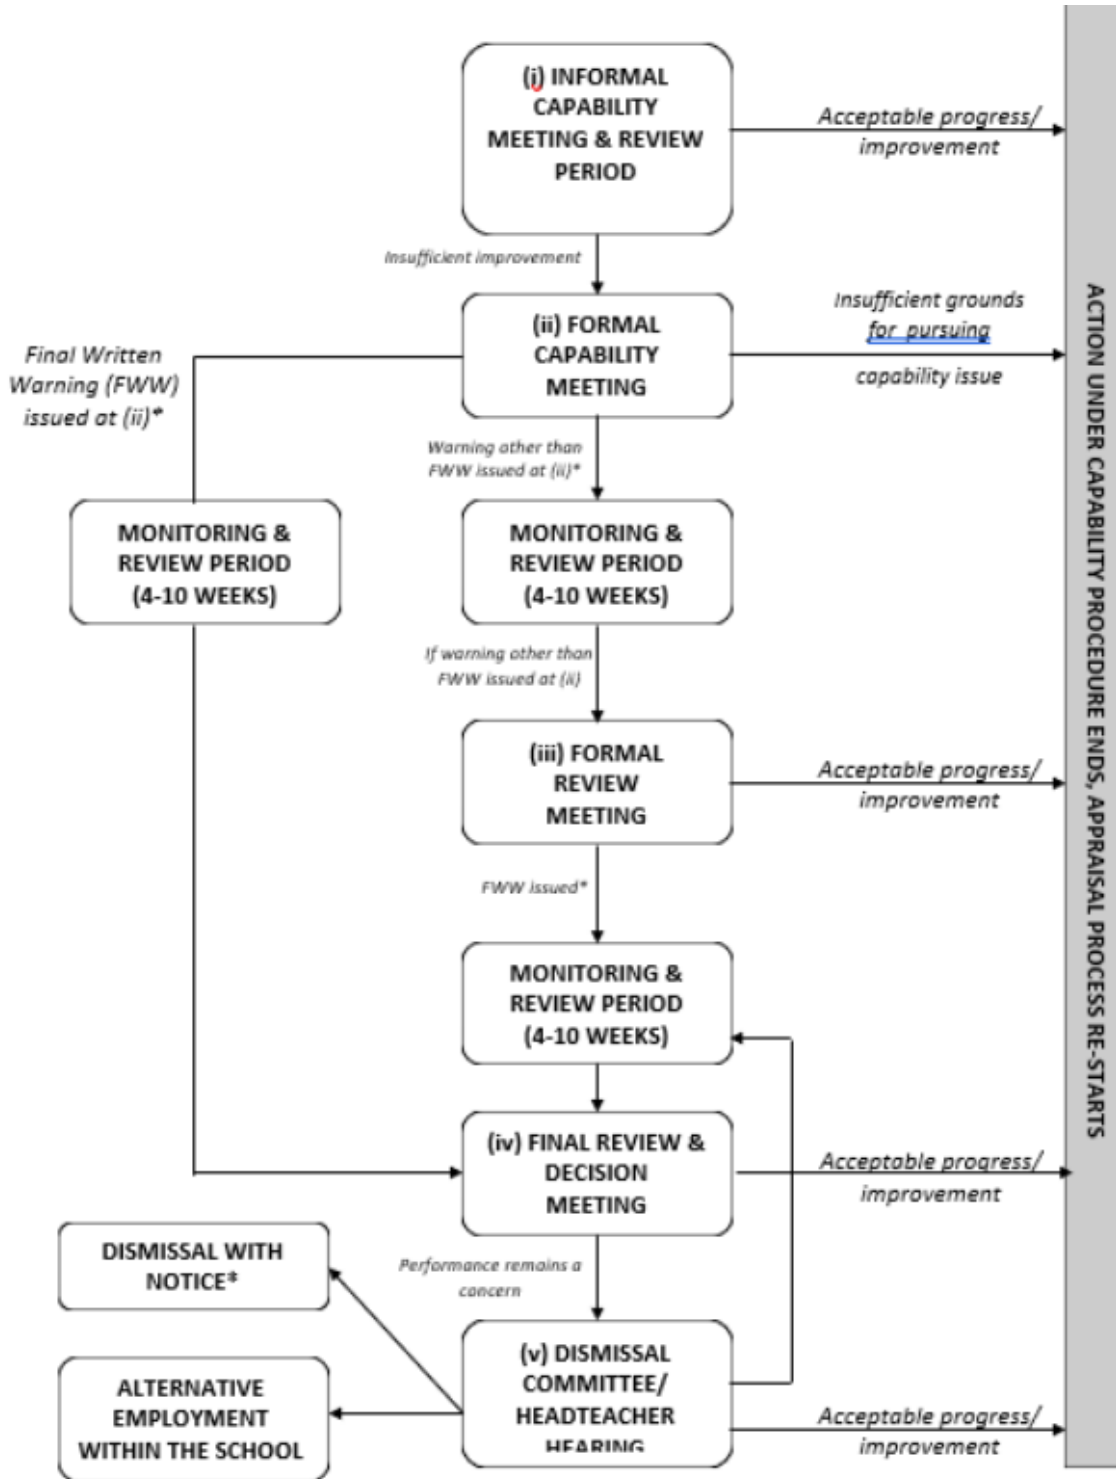 (i) INFORMAL
CAPABILITY
MEETING & REVIEW
PERIOD
Acceptable progress/
improvement
Insufficient improvement
(ii) FORMAL
CAPABILITY
MEETING
Insufficient grounds
for pursuing
capability issue
Final Written
Warning (FWW)
issued at (ii)*
Warning other than
FWW issued at (ii)*
MONITORING &
REVIEW PERIOD
(4-10 WEEKS)
MONITORING &
REVIEW PERIOD
(4-10 WEEKS)
If warning other than
FWW issued at (ii)
(iii) FORMAL
REVIEW
MEETING
Acceptable progress/
improvement
FWW issued*
MONITORING &
REVIEW PERIOD
(4-10 WEEKS)
(iv) FINAL REVIEW &
DECISION
MEETING
Acceptable progress/
improvement
Performance remains a
concern
DISMISSAL WITH
NOTICE*
(v) DISMISSAL
COMMITTEE/
HEADTEACHER
HEARING
ALTERNATIVE
EMPLOYMENT
WITHIN THE SCHOOL
Acceptable progress/
improvement
ACTION UNDER CAPABILITY PROCEDURE ENDS, APPRAISAL PROCESS RE-STARTS